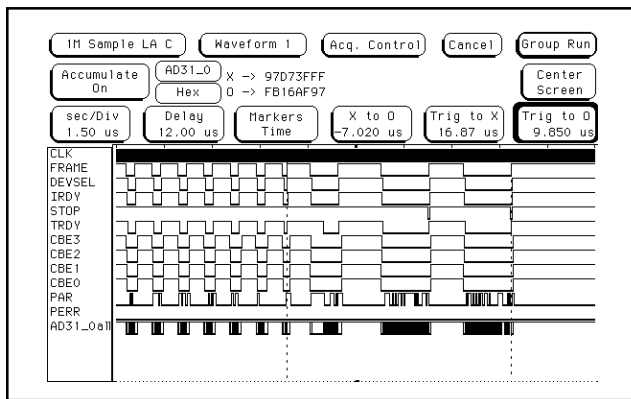 1M Sample LA C Waveform 1 Acq. Control Cancel Group Run
Accumulate On AD31_0 X -> 97D73FFF Center Screen
Hex O -> FB16AF97
sec/Div 1.50 us Delay 12.00 us Markers Time X to O -7.020 us Trig to X 16.87 us Trig to O 9.850 us
CLK
FRAME
DEVSEL
IRDY
STOP
TRDY
CBE3
CBE2
CBE1
CBE0
PAR
PERR
AD31_0all